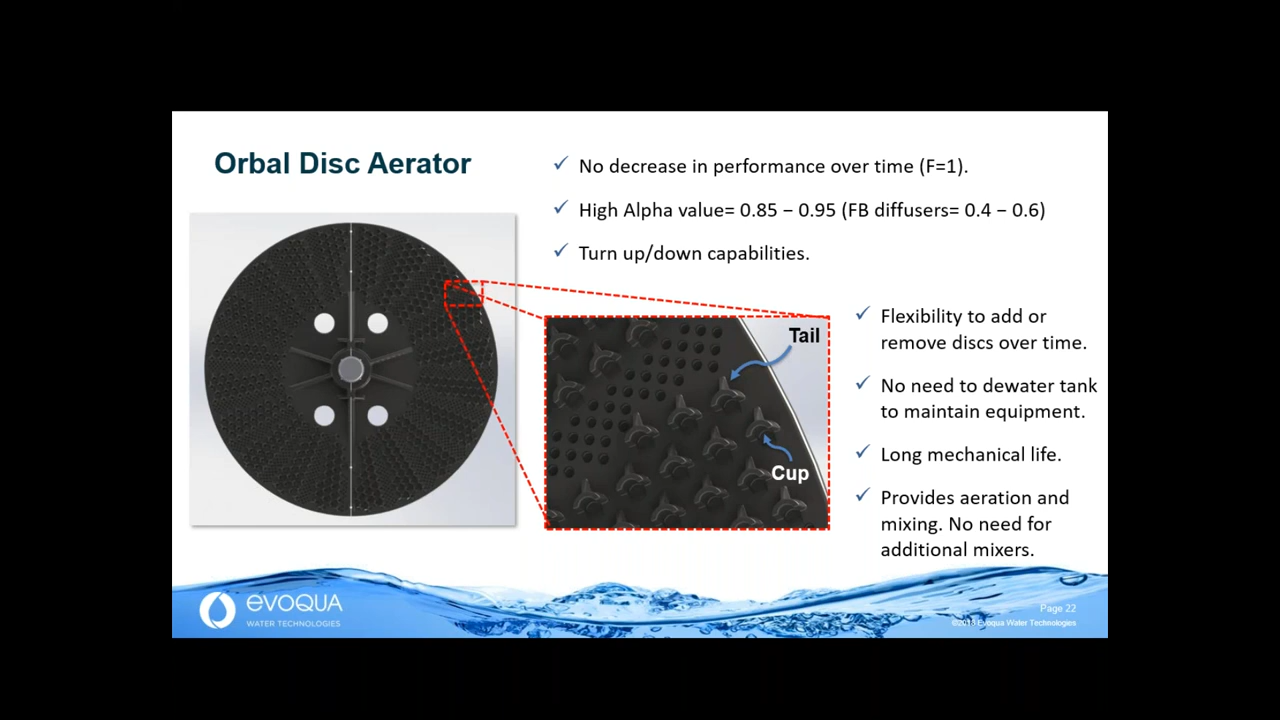 Orbal Disc Aerator
✓ No decrease in performance over time (F=1).
✓ High Alpha value= 0.85 – 0.95 (FB diffusers= 0.4 – 0.6)
✓ Turn up/down capabilities.
Tail
Cup
✓ Flexibility to add or
remove discs over time.
✓ No need to dewater tank
to maintain equipment.
✓ Long mechanical life.
✓ Provides aeration and
mixing. No need for
additional mixers.
evoqua
WATER TECHNOLOGIES
Page 22
©2018 Evoqua Water Technologies